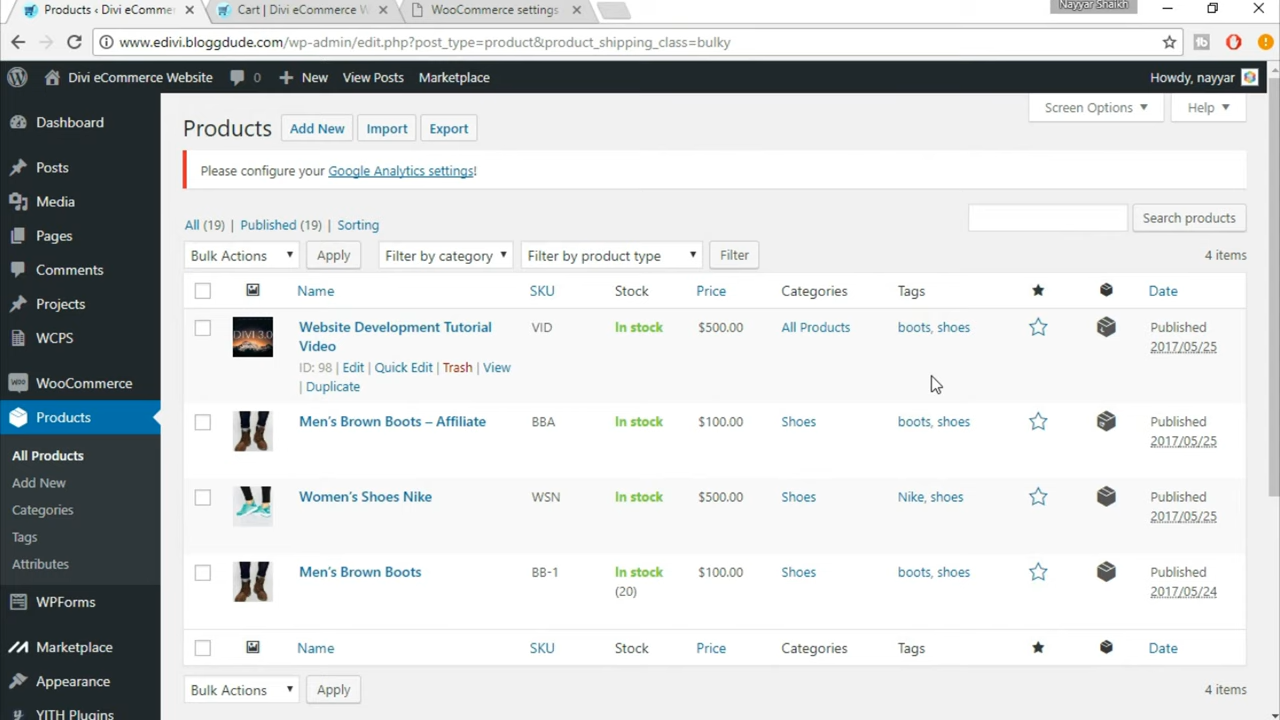 Products ‹ Divi eCommer
Cart | Divi eCommerce W
WooCommerce settings
Nayyar Shaikh
www.edivi.bloggdude.com/wp-admin/edit.php?post_type=product&product_shipping_class=bulky
Divi eCommerce Website
0
New
View Posts
Marketplace
Howdy, nayyar
Dashboard
Posts
Media
Pages
Comments
Projects
WCPS
WooCommerce
Products
All Products
Add New
Categories
Tags
Attributes
WPForms
Marketplace
Appearance
YITH Plugins
Screen Options ▼
Help ▼
Products
Add New
Import
Export
Please configure your Google Analytics settings!
All (19) | Published (19) | Sorting
Search products
Bulk Actions
Apply
Filter by category
Filter by product type
Filter
4 items
Name SKU Stock Price Categories Tags Date
Website Development Tutorial VID In stock $500.00 All Products boots, shoes Published
Video 2017/05/25
ID: 98 | Edit | Quick Edit | Trash | View
| Duplicate
DIVI 3.0
Men's Brown Boots – Affiliate BBA In stock $100.00 Shoes boots, shoes Published
2017/05/25
Women's Shoes Nike WSN In stock $500.00 Shoes Nike, shoes Published
2017/05/25
Men's Brown Boots BB-1 In stock $100.00 Shoes boots, shoes Published
(20) 2017/05/24
Name SKU Stock Price Categories Tags Date
Bulk Actions
Apply
4 items